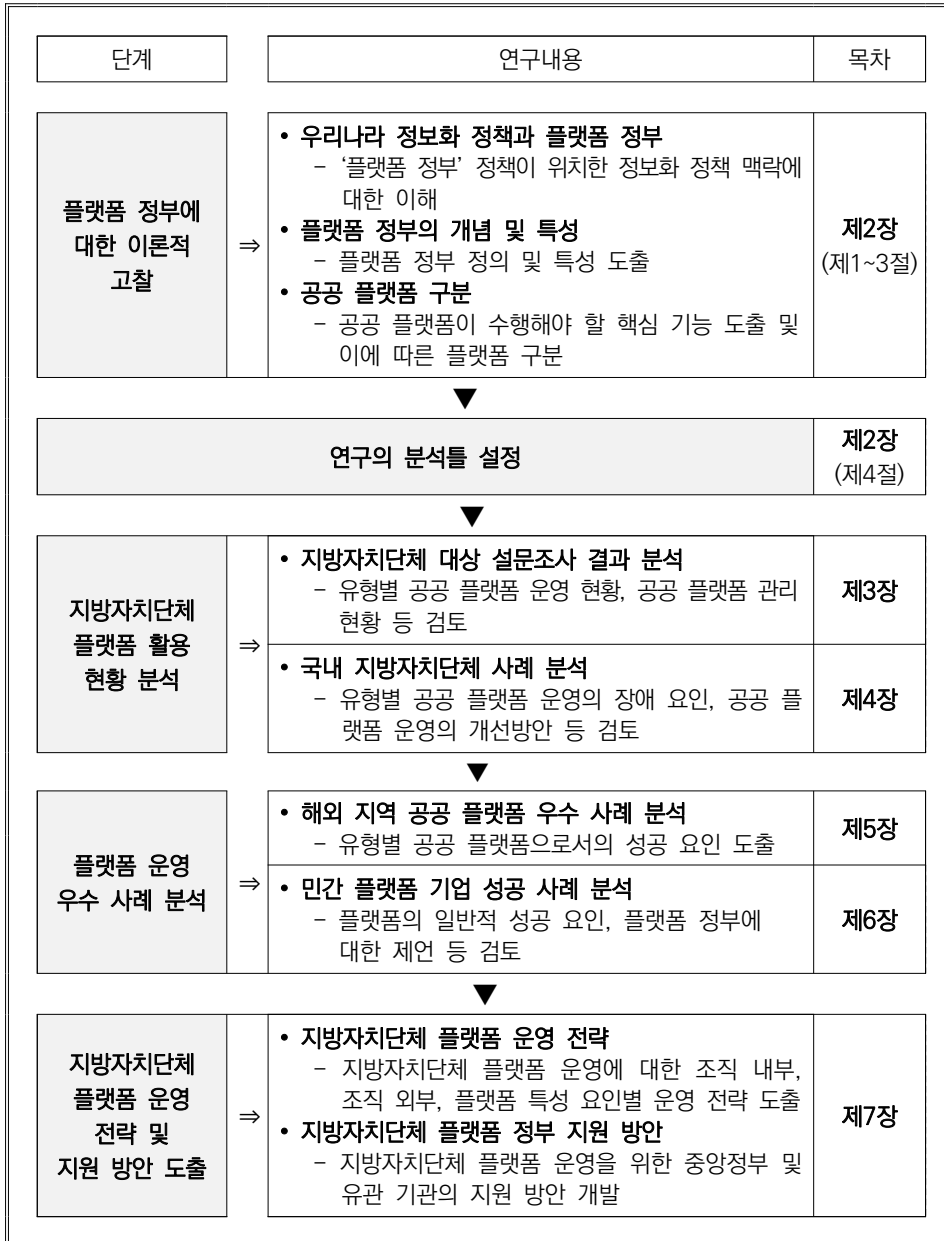 단계
연구내용
목차
플랫폼 정부에
대한 이론적
고찰
⇒
• 우리나라 정보화 정책과 플랫폼 정부
– ‘플랫폼 정부’ 정책이 위치한 정보화 정책 맥락에
대한 이해
• 플랫폼 정부의 개념 및 특성
– 플랫폼 정부 정의 및 특성 도출
• 공공 플랫폼 구분
– 공공 플랫폼이 수행해야 할 핵심 기능 도출 및
이에 따른 플랫폼 구분
제2장
(제1~3절)
▼
연구의 분석틀 설정
제2장
(제4절)
▼
지방자치단체
플랫폼 활용
현황 분석
⇒
• 지방자치단체 대상 설문조사 결과 분석
– 유형별 공공 플랫폼 운영 현황, 공공 플랫폼 관리
현황 등 검토
제3장
• 국내 지방자치단체 사례 분석
– 유형별 공공 플랫폼 운영의 장애 요인, 공공 플
랫폼 운영의 개선방안 등 검토
제4장
▼
플랫폼 운영
우수 사례 분석
⇒
• 해외 지역 공공 플랫폼 우수 사례 분석
– 유형별 공공 플랫폼으로서의 성공 요인 도출
제5장
• 민간 플랫폼 기업 성공 사례 분석
– 플랫폼의 일반적 성공 요인, 플랫폼 정부에
대한 제언 등 검토
제6장
▼
지방자치단체
플랫폼 운영
전략 및
지원 방안 도출
⇒
• 지방자치단체 플랫폼 운영 전략
– 지방자치단체 플랫폼 운영에 대한 조직 내부,
조직 외부, 플랫폼 특성 요인별 운영 전략 도출
• 지방자치단체 플랫폼 정부 지원 방안
– 지방자치단체 플랫폼 운영을 위한 중앙정부 및
유관 기관의 지원 방안 개발
제7장